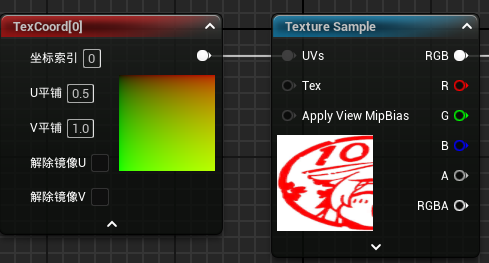 TexCoord[0]
坐标索引 0
U平铺 0.5
V平铺 1.0
解除镜像U
解除镜像V
Texture Sample
UVs
RGB
Tex
R
Apply View MipBias
G
B
A
RGBA
10